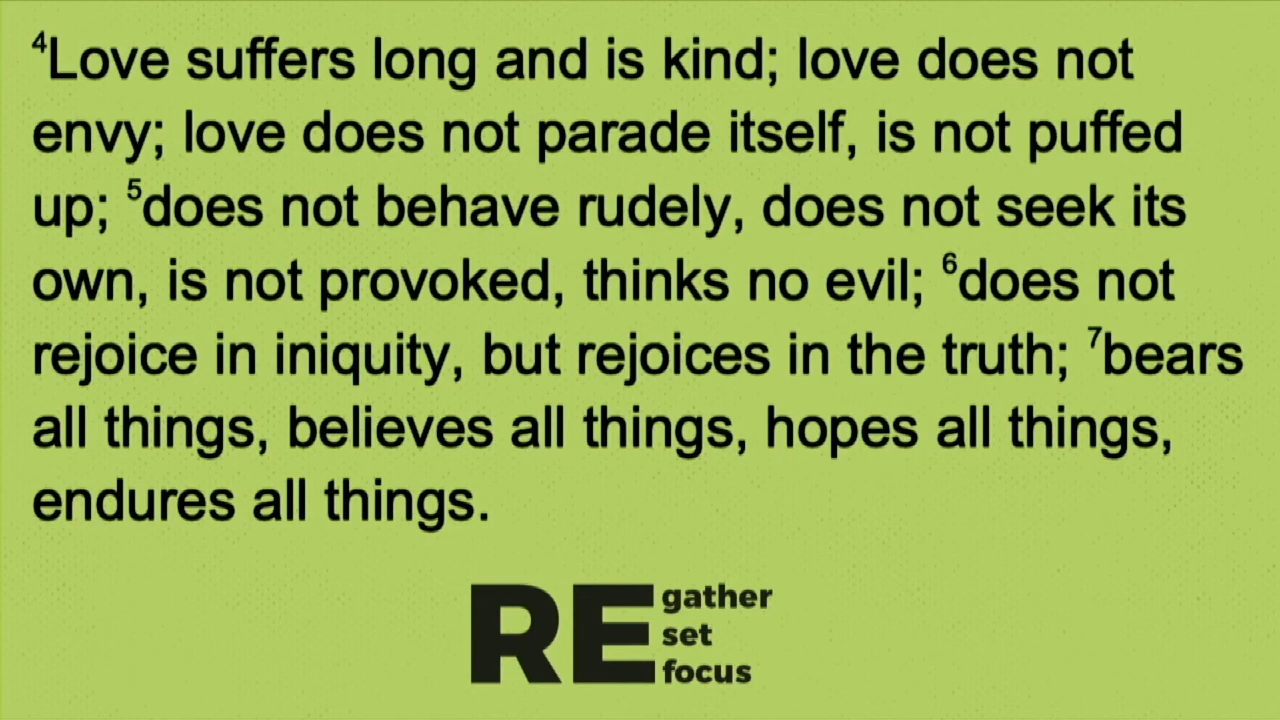 ⁴Love suffers long and is kind; love does not
envy; love does not parade itself, is not puffed
up; ⁵does not behave rudely, does not seek its
own, is not provoked, thinks no evil; ⁶does not
rejoice in iniquity, but rejoices in the truth; ⁷bears
all things, believes all things, hopes all things,
endures all things.
RE
gather
set
focus